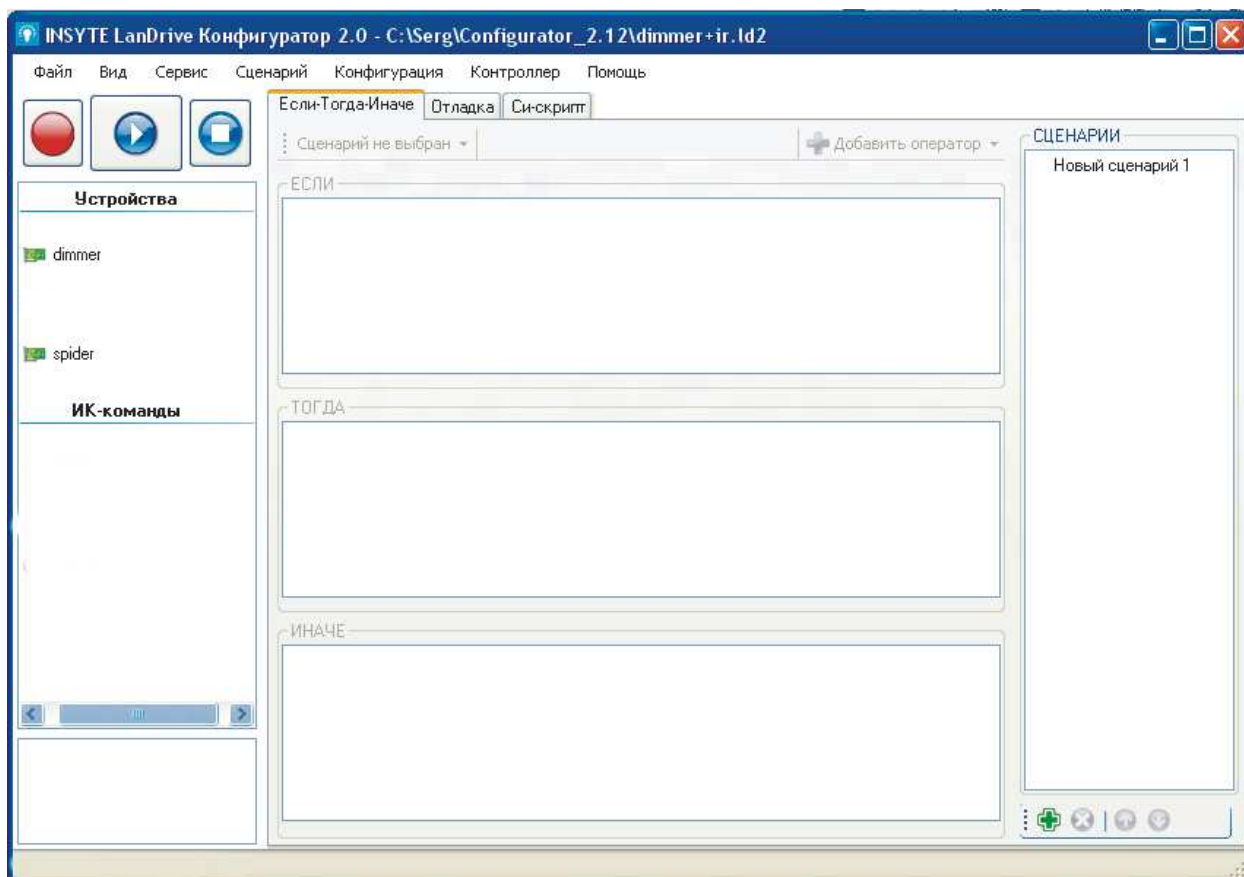 INSYTE LanDrive Конфигуратор 2.0 - C:\Serg\Configurator_2.12\dimmer+ir.ld2
Файл Вид Сервис Сценарий Конфигурация Контроллер Помощь
Если-Тогда-Иначе Отладка Си-скрипт
Сценарий не выбран Добавить оператор
СЦЕНАРИИ
Новый сценарий 1
Устройства
dimmer
spider
ИК-команды
ЕСЛИ
ТОГДА
ИНАЧЕ